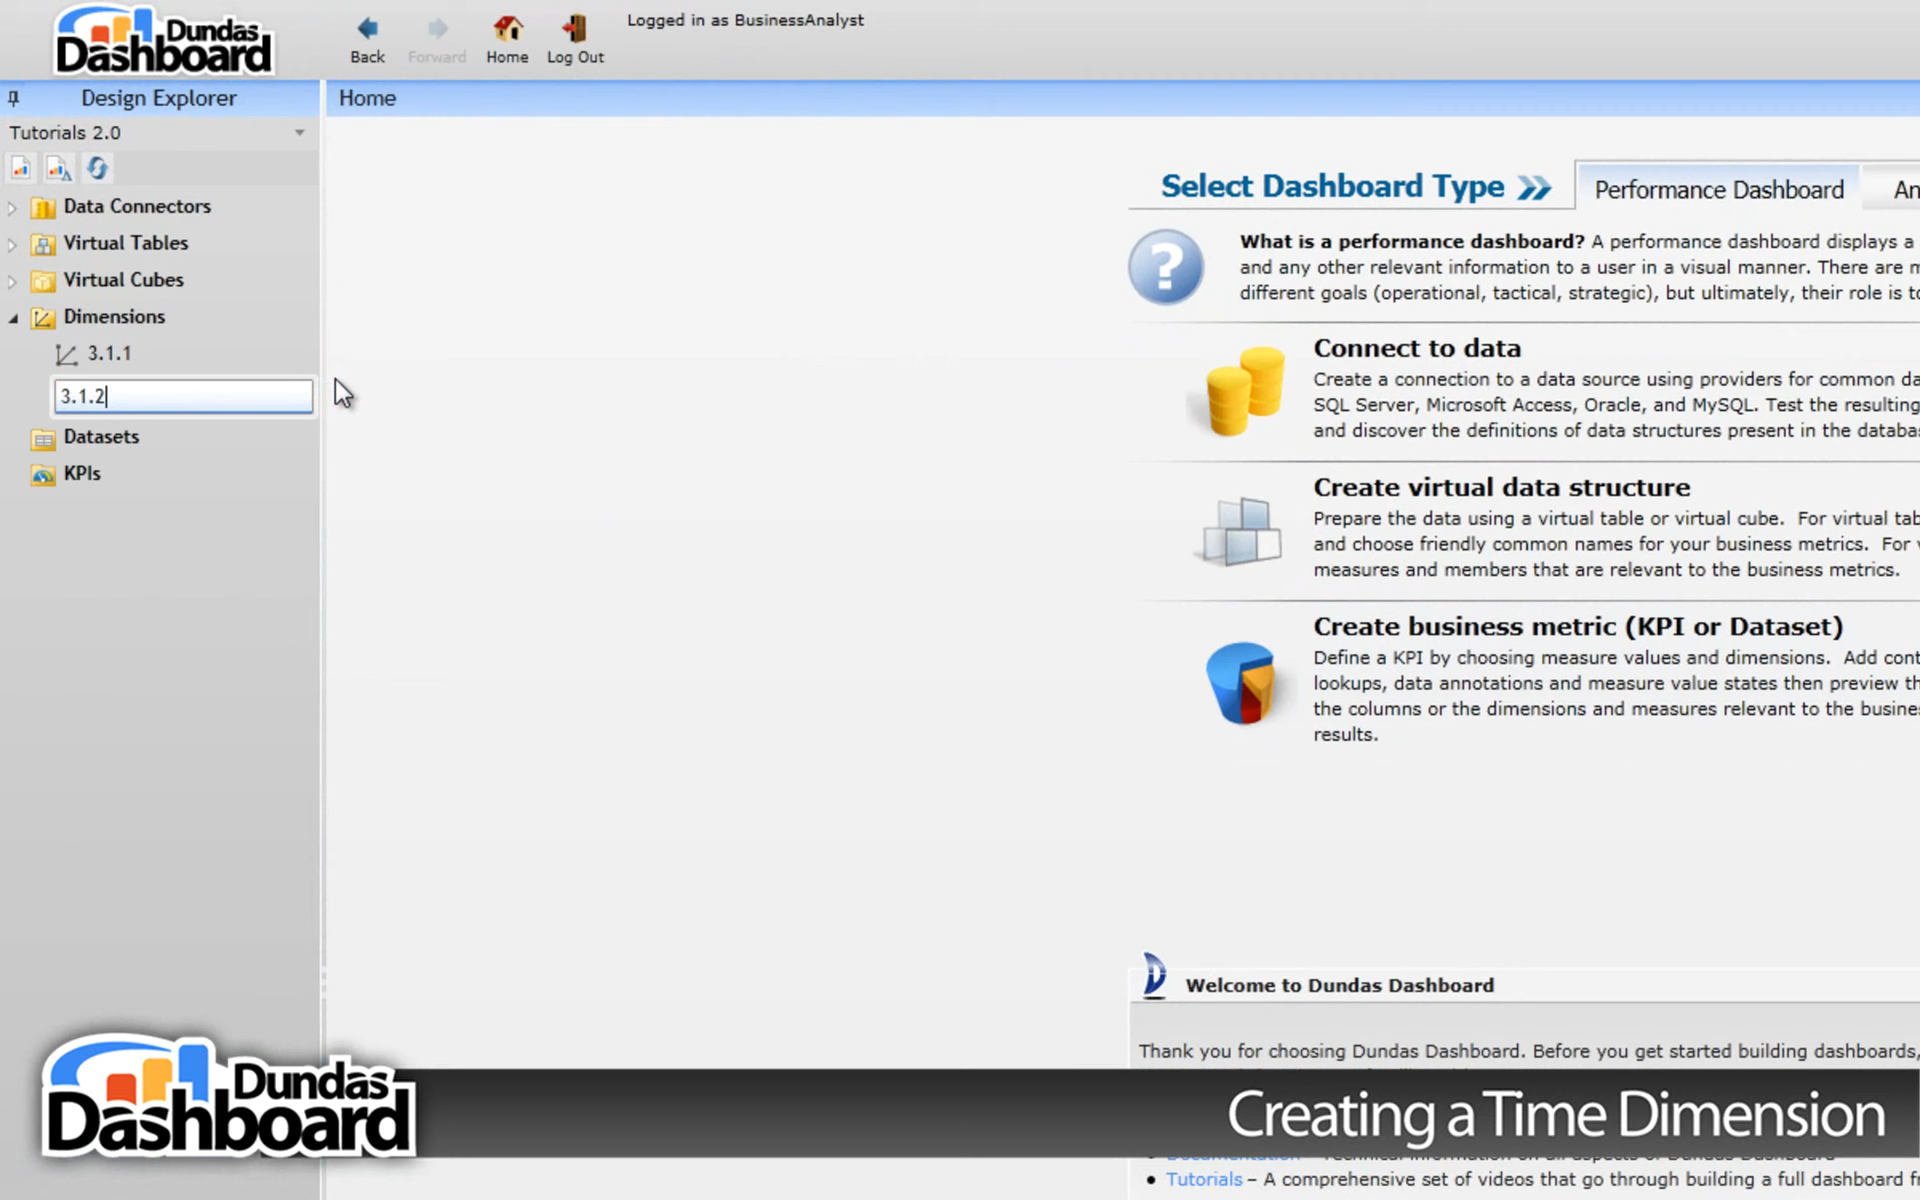 Dundas
Dashboard
Back
Forward
Home
Log Out
Logged in as BusinessAnalyst
Design Explorer
Home
Tutorials 2.0
Data Connectors
Virtual Tables
Virtual Cubes
Dimensions
3.1.1
3.1.2
Datasets
KPIs
Select Dashboard Type
Performance Dashboard
An
What is a performance dashboard? A performance dashboard displays a
and any other relevant information to a user in a visual manner. There are m
different goals (operational, tactical, strategic), but ultimately, their role is to
Connect to data
Create a connection to a data source using providers for common da
SQL Server, Microsoft Access, Oracle, and MySQL. Test the resulting
and discover the definitions of data structures present in the databas
Create virtual data structure
Prepare the data using a virtual table or virtual cube. For virtual tab
and choose friendly common names for your business metrics. For v
measures and members that are relevant to the business metrics.
Create business metric (KPI or Dataset)
Define a KPI by choosing measure values and dimensions. Add cont
lookups, data annotations and measure value states then preview th
the columns or the dimensions and measures relevant to the busines
results.
Welcome to Dundas Dashboard
Thank you for choosing Dundas Dashboard. Before you get started building dashboards,
Dundas
Dashboard
Creating a Time Dimension
• Tutorials – A comprehensive set of videos that go through building a full dashboard f